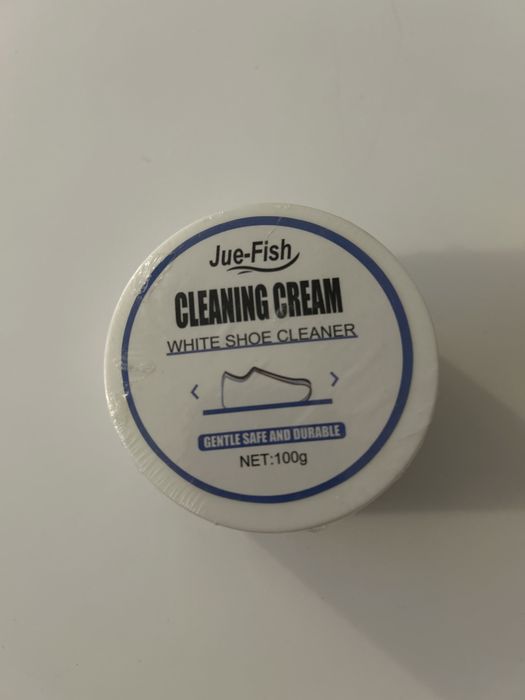 Jue-Fish
CLEANING CREAM
WHITE SHOE CLEANER
GENTLE SAFE AND DURABLE
NET:100g